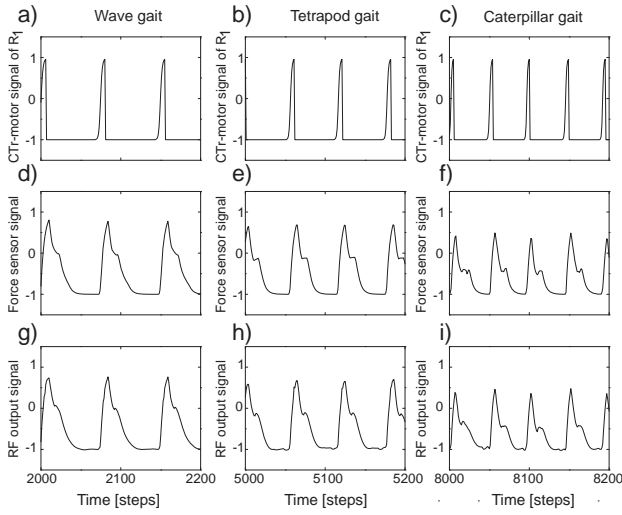 a) Wave gait b) Tetrapod gait c) Caterpillar gait
CTr-motor signal of R1 1 0 -1
CTr-motor signal of R1 1 0 -1
CTr-motor signal of R1 1 0 -1
d) e) f)
Force sensor signal 1 0 -1
Force sensor signal 1 0 -1
Force sensor signal 1 0 -1
g) h) i)
RF output signal 1 0 -1
RF output signal 1 0 -1
RF output signal 1 0 -1
2000 2100 2200 5000 5100 5200 8000 8100 8200
Time [steps] Time [steps] Time [steps]